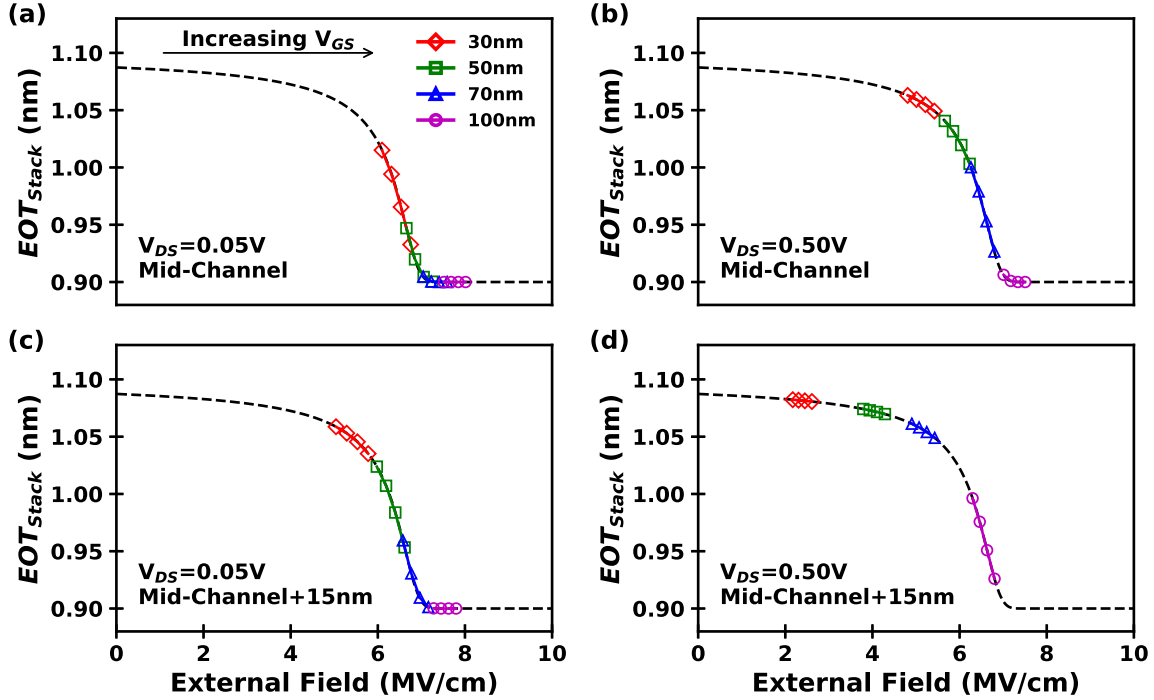 (a)
Increasing V_GS
30nm
50nm
70nm
100nm
1.10
1.05
1.00
0.95
0.90
EOT_Stack (nm)
V_DS=0.05V
Mid-Channel
(b)
1.10
1.05
1.00
0.95
0.90
EOT_Stack (nm)
V_DS=0.50V
Mid-Channel
(c)
1.10
1.05
1.00
0.95
0.90
EOT_Stack (nm)
V_DS=0.05V
Mid-Channel+15nm
0 2 4 6 8 10
External Field (MV/cm)
(d)
1.10
1.05
1.00
0.95
0.90
EOT_Stack (nm)
V_DS=0.50V
Mid-Channel+15nm
0 2 4 6 8 10
External Field (MV/cm)